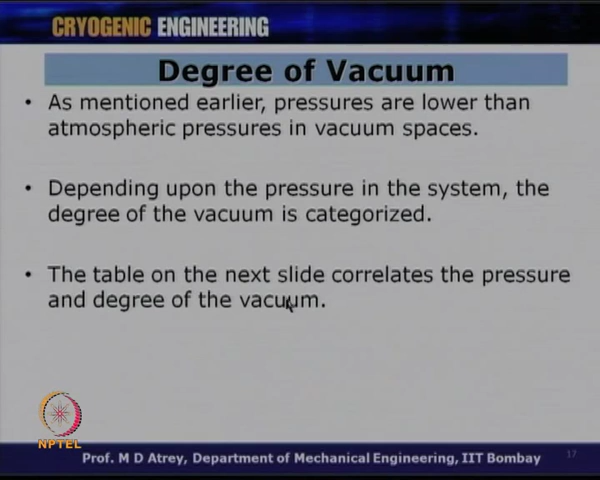 CRYOGENIC ENGINEERING
Degree of Vacuum
• As mentioned earlier, pressures are lower than
atmospheric pressures in vacuum spaces.
• Depending upon the pressure in the system, the
degree of the vacuum is categorized.
• The table on the next slide correlates the pressure
and degree of the vacuum.
NPTEL
Prof. M D Atrey, Department of Mechanical Engineering, IIT Bombay
17